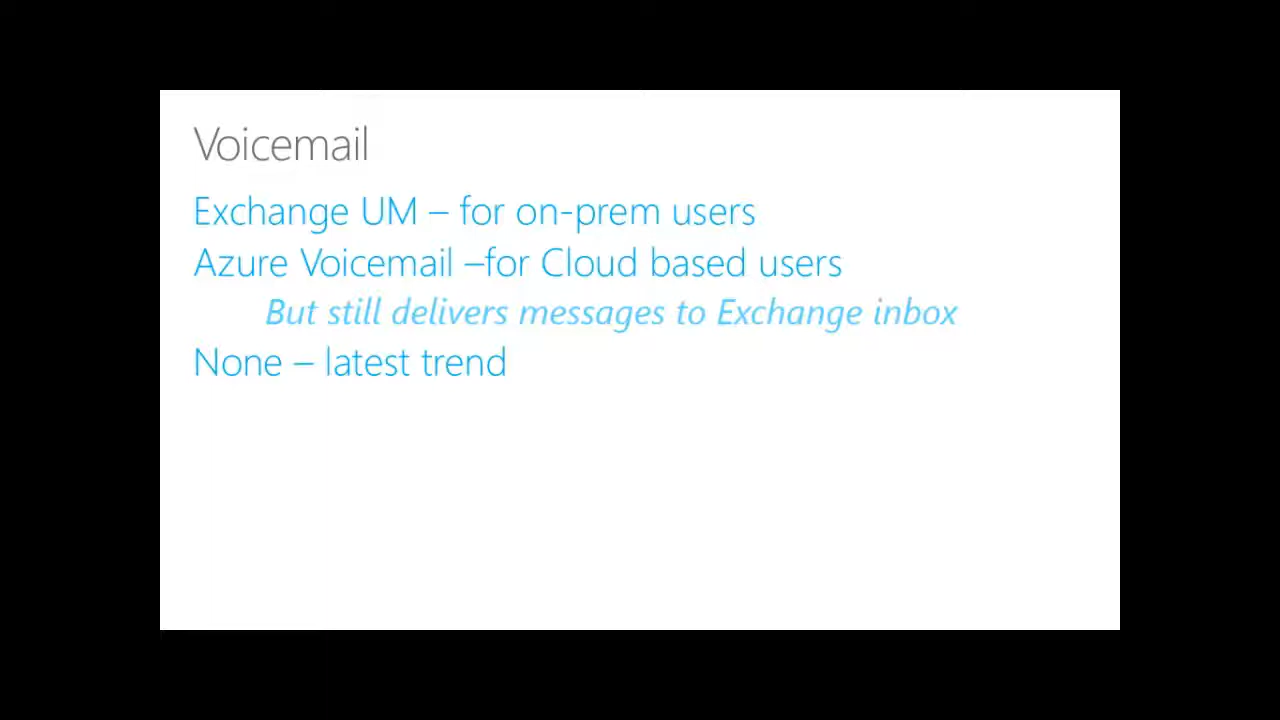 Voicemail
Exchange UM – for on-prem users
Azure Voicemail –for Cloud based users
But still delivers messages to Exchange inbox
None – latest trend